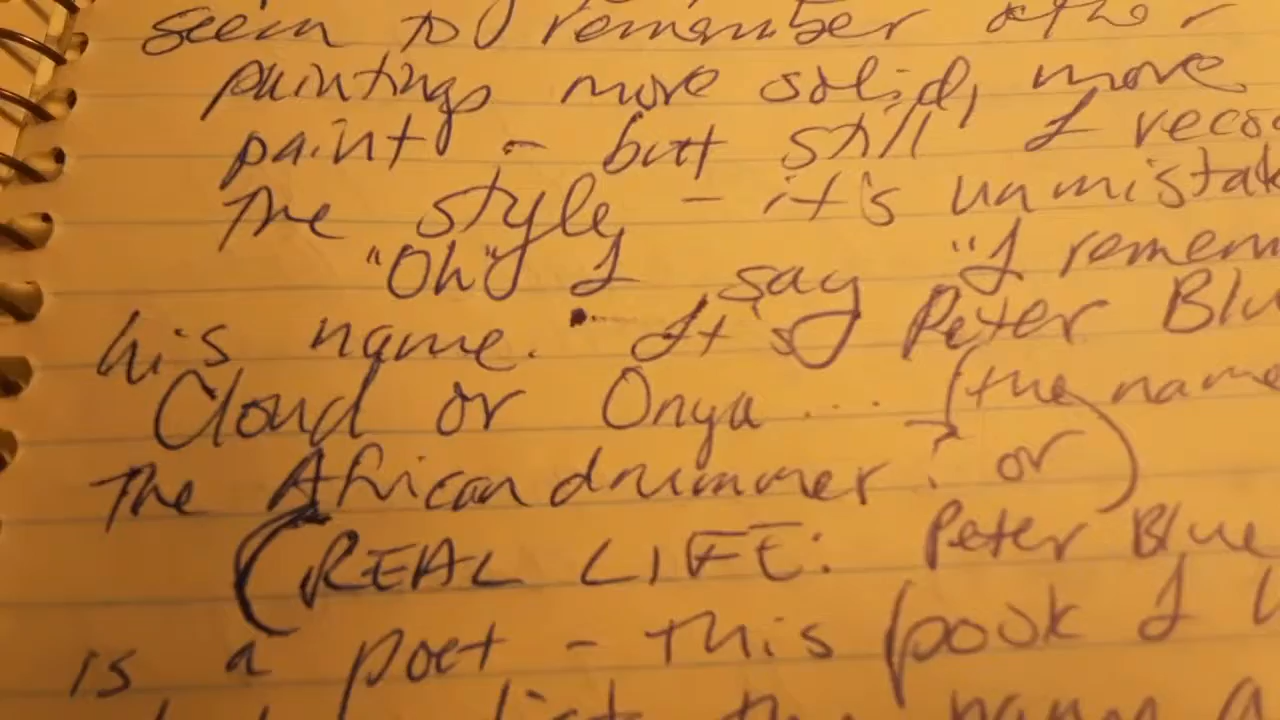 seem to remember other
paintings more solid, more
paint - but still I reco
the style - it's unmistak
"Oh" I say "I remem
his name. It's Peter Blu
Cloud or Onya ... (the name
The African drummer? or)
(REAL LIFE: Peter Blue
is a poet - this book I
the name